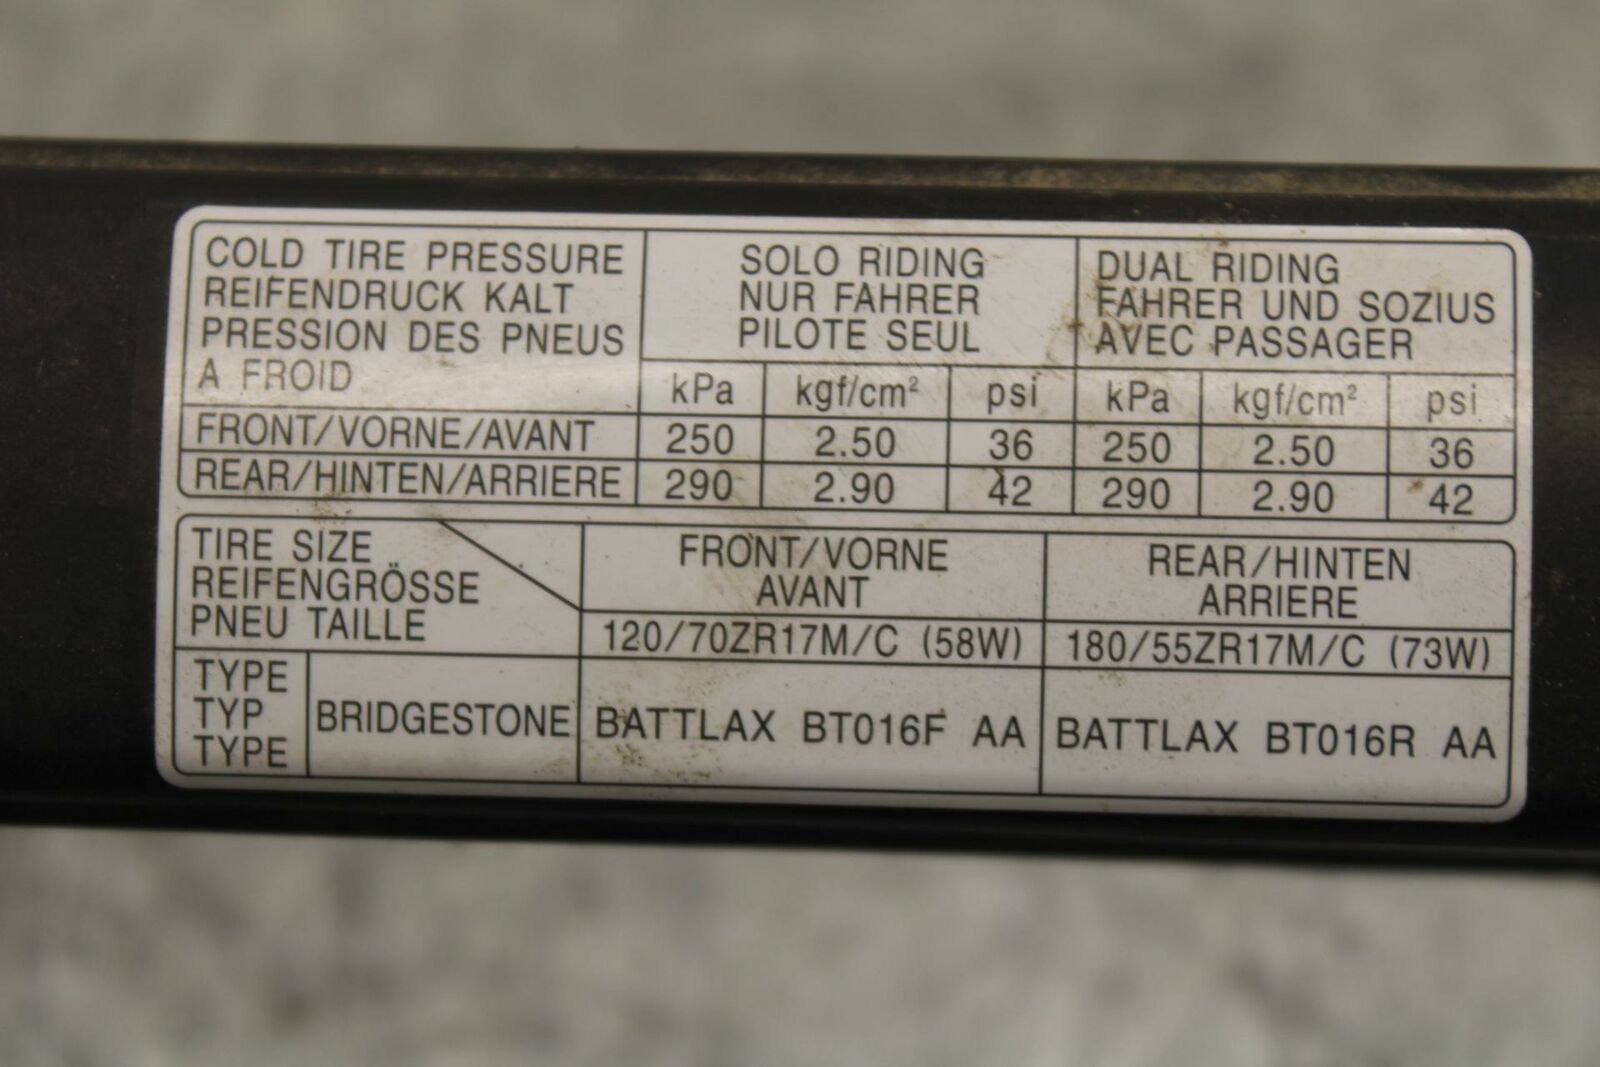 COLD TIRE PRESSURE
REIFENDRUCK KALT
PRESSION DES PNEUS
A FROID
SOLO RIDING
NUR FAHRER
PILOTE SEUL
DUAL RIDING
FAHRER UND SOZIUS
AVEC PASSAGER
kPa kgf/cm² psi kPa kgf/cm² psi
FRONT/VORNE/AVANT 250 2.50 36 250 2.50 36
REAR/HINTEN/ARRIERE 290 2.90 42 290 2.90 42
TIRE SIZE
REIFENGRÖSSE
PNEU TAILLE
FRONT/VORNE
AVANT
REAR/HINTEN
ARRIERE
120/70ZR17M/C (58W) 180/55ZR17M/C (73W)
TYPE
TYP
TYPE
BRIDGESTONE BATTLAX BT016F AA BATTLAX BT016R AA